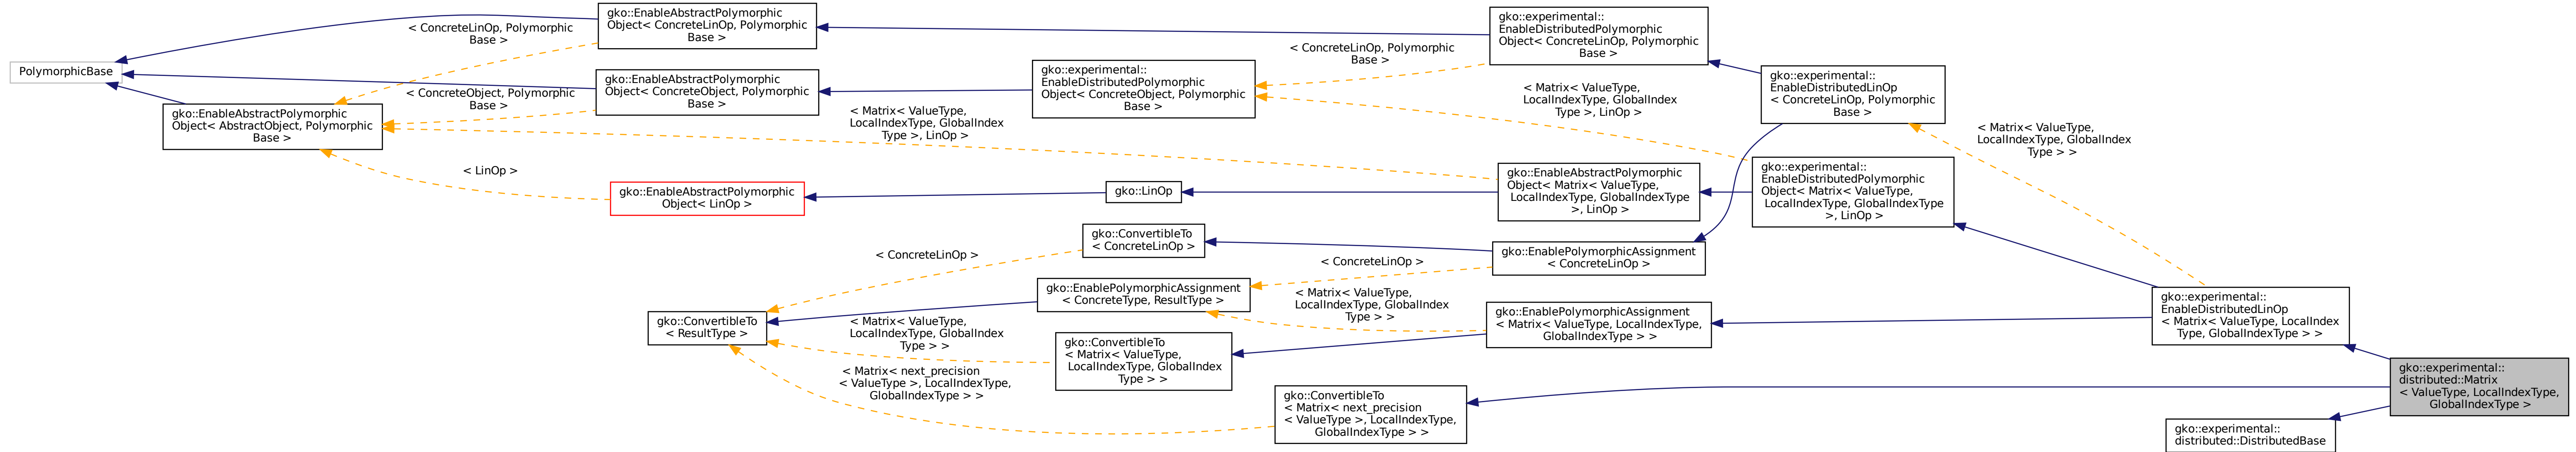 PolymorphicBase
gko::EnableAbstractPolymorphic
Object< AbstractObject, Polymorphic
Base >
< ConcreteLinOp, Polymorphic
Base >
< ConcreteObject, Polymorphic
Base >
< LinOp >
gko::EnableAbstractPolymorphic
Object< ConcreteLinOp, Polymorphic
Base >
gko::EnableAbstractPolymorphic
Object< ConcreteObject, Polymorphic
Base >
gko::EnableAbstractPolymorphic
Object< LinOp >
< Matrix< ValueType,
LocalIndexType, GlobalIndex
Type >, LinOp >
gko::experimental::
EnableDistributedPolymorphic
Object< ConcreteObject, Polymorphic
Base >
gko::LinOp
< ConcreteLinOp, Polymorphic
Base >
gko::experimental::
EnableDistributedPolymorphic
Object< ConcreteLinOp, Polymorphic
Base >
< Matrix< ValueType,
LocalIndexType, GlobalIndex
Type >, LinOp >
gko::EnableAbstractPolymorphic
Object< Matrix< ValueType,
LocalIndexType, GlobalIndexType
>, LinOp >
gko::experimental::
EnableDistributedLinOp
< ConcreteLinOp, Polymorphic
Base >
gko::experimental::
EnableDistributedPolymorphic
Object< Matrix< ValueType,
LocalIndexType, GlobalIndexType
>, LinOp >
< Matrix< ValueType,
LocalIndexType, GlobalIndex
Type > >
gko::ConvertibleTo
< ResultType >
< ConcreteLinOp >
gko::ConvertibleTo
< ConcreteLinOp >
gko::EnablePolymorphicAssignment
< ConcreteType, ResultType >
< Matrix< ValueType,
LocalIndexType, GlobalIndex
Type > >
gko::ConvertibleTo
< Matrix< ValueType,
LocalIndexType, GlobalIndex
Type > >
< Matrix< next_precision
< ValueType >, LocalIndexType,
GlobalIndexType > >
gko::ConvertibleTo
< Matrix< next_precision
< ValueType >, LocalIndexType,
GlobalIndexType > >
< ConcreteLinOp >
gko::EnablePolymorphicAssignment
< ConcreteLinOp >
< Matrix< ValueType,
LocalIndexType, GlobalIndex
Type > >
gko::EnablePolymorphicAssignment
< Matrix< ValueType, LocalIndexType,
GlobalIndexType > >
gko::experimental::
EnableDistributedLinOp
< Matrix< ValueType, LocalIndex
Type, GlobalIndexType > >
gko::experimental::
distributed::Matrix
< ValueType, LocalIndexType,
GlobalIndexType >
gko::experimental::
distributed::DistributedBase